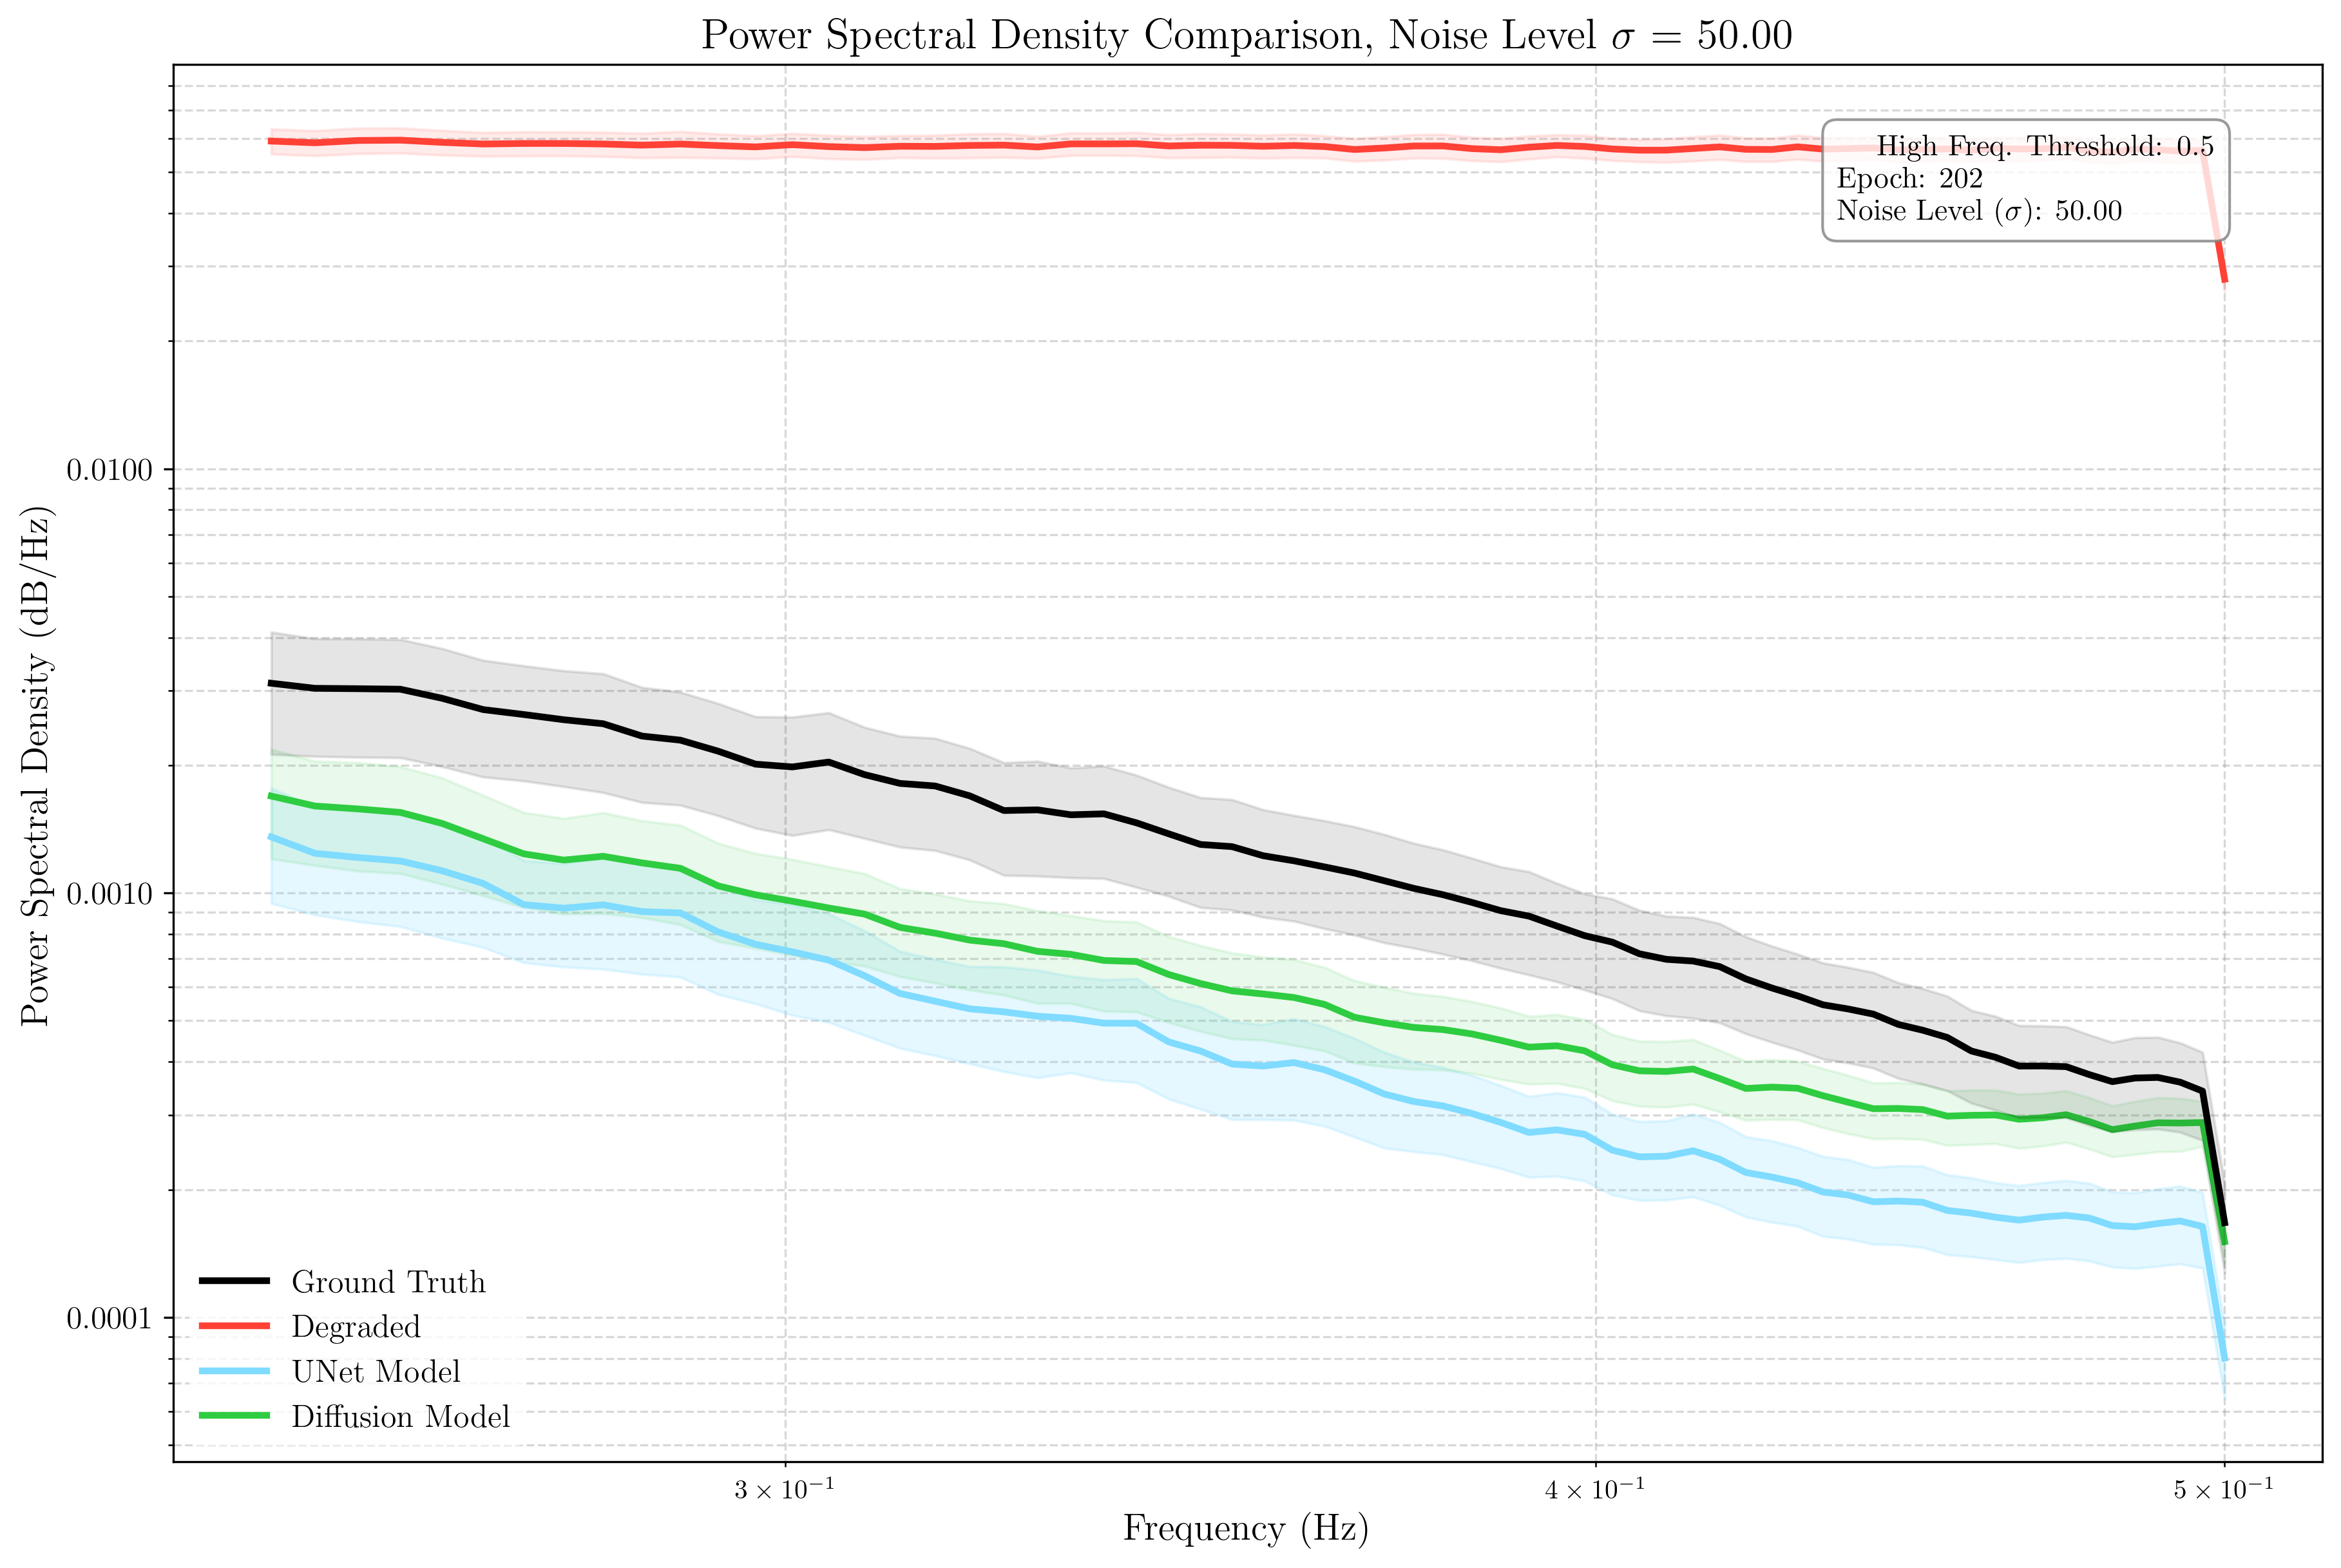 Power Spectral Density Comparison, Noise Level σ = 50.00
High Freq. Threshold: 0.5
Epoch: 202
Noise Level (σ): 50.00
Power Spectral Density (dB/Hz)
0.0100
0.0010
0.0001
Ground Truth
Degraded
UNet Model
Diffusion Model
3 × 10⁻¹
4 × 10⁻¹
5 × 10⁻¹
Frequency (Hz)